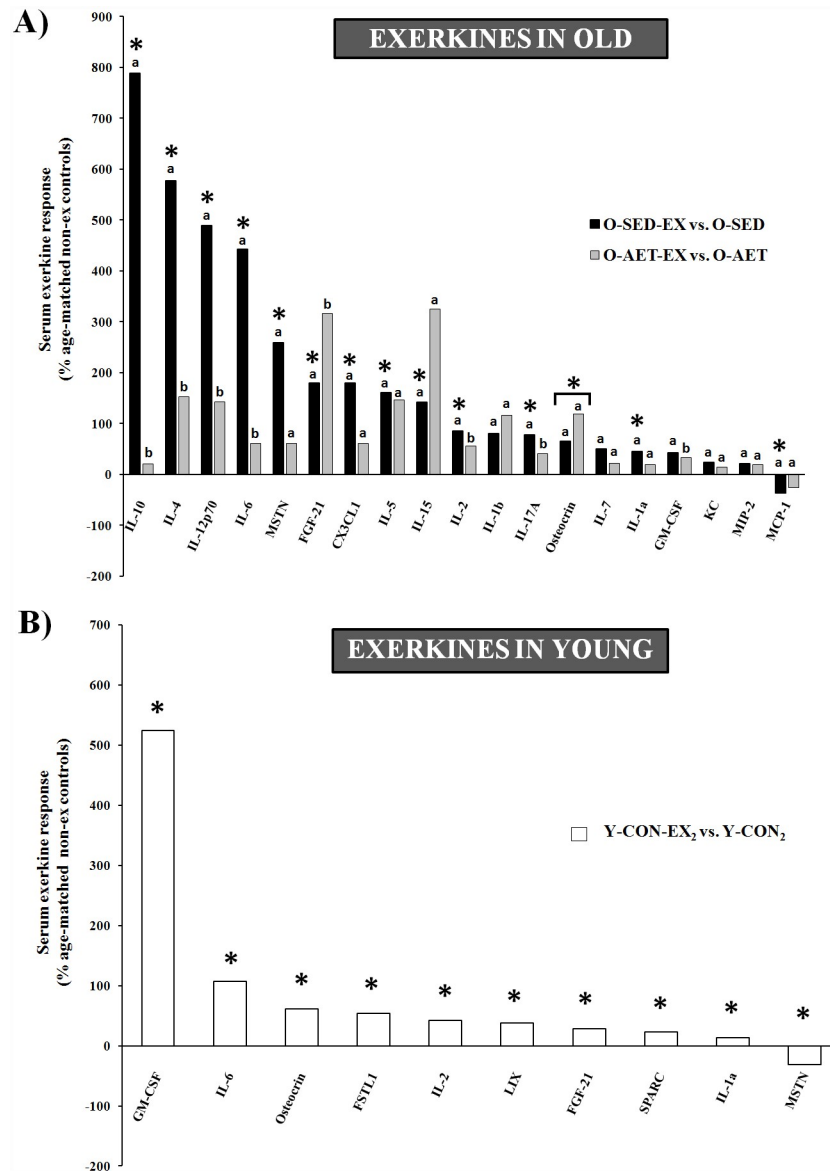 A)
EXERKINES IN OLD
Serum exerkine response
(% age-matched non-ex controls)
900
800
700
600
500
400
300
200
100
0
-100
-200
* * * * * * * * * * * * * *
a b a b a b a b a a a b a a a a a a a b a a a b a a a a a a a b a a a a a a
O-SED-EX vs. O-SED
O-AET-EX vs. O-AET
IL-10
IL-4
IL-12p70
IL-6
MSTN
FGF-21
CX3CL1
IL-5
IL-15
IL-2
IL-1b
IL-17A
Osteocrin
IL-7
IL-1a
GM-CSF
KC
MIP-2
MCP-1
B)
EXERKINES IN YOUNG
Serum exerkine response
(% age-matched non-ex controls)
700
600
500
400
300
200
100
0
-100
-200
* * * * * * * * * *
Y-CON-EX₂ vs. Y-CON₂
GM-CSF
IL-6
Osteocrin
FSTL1
IL-2
LIX
FGF-21
SPARC
IL-1a
MSTN